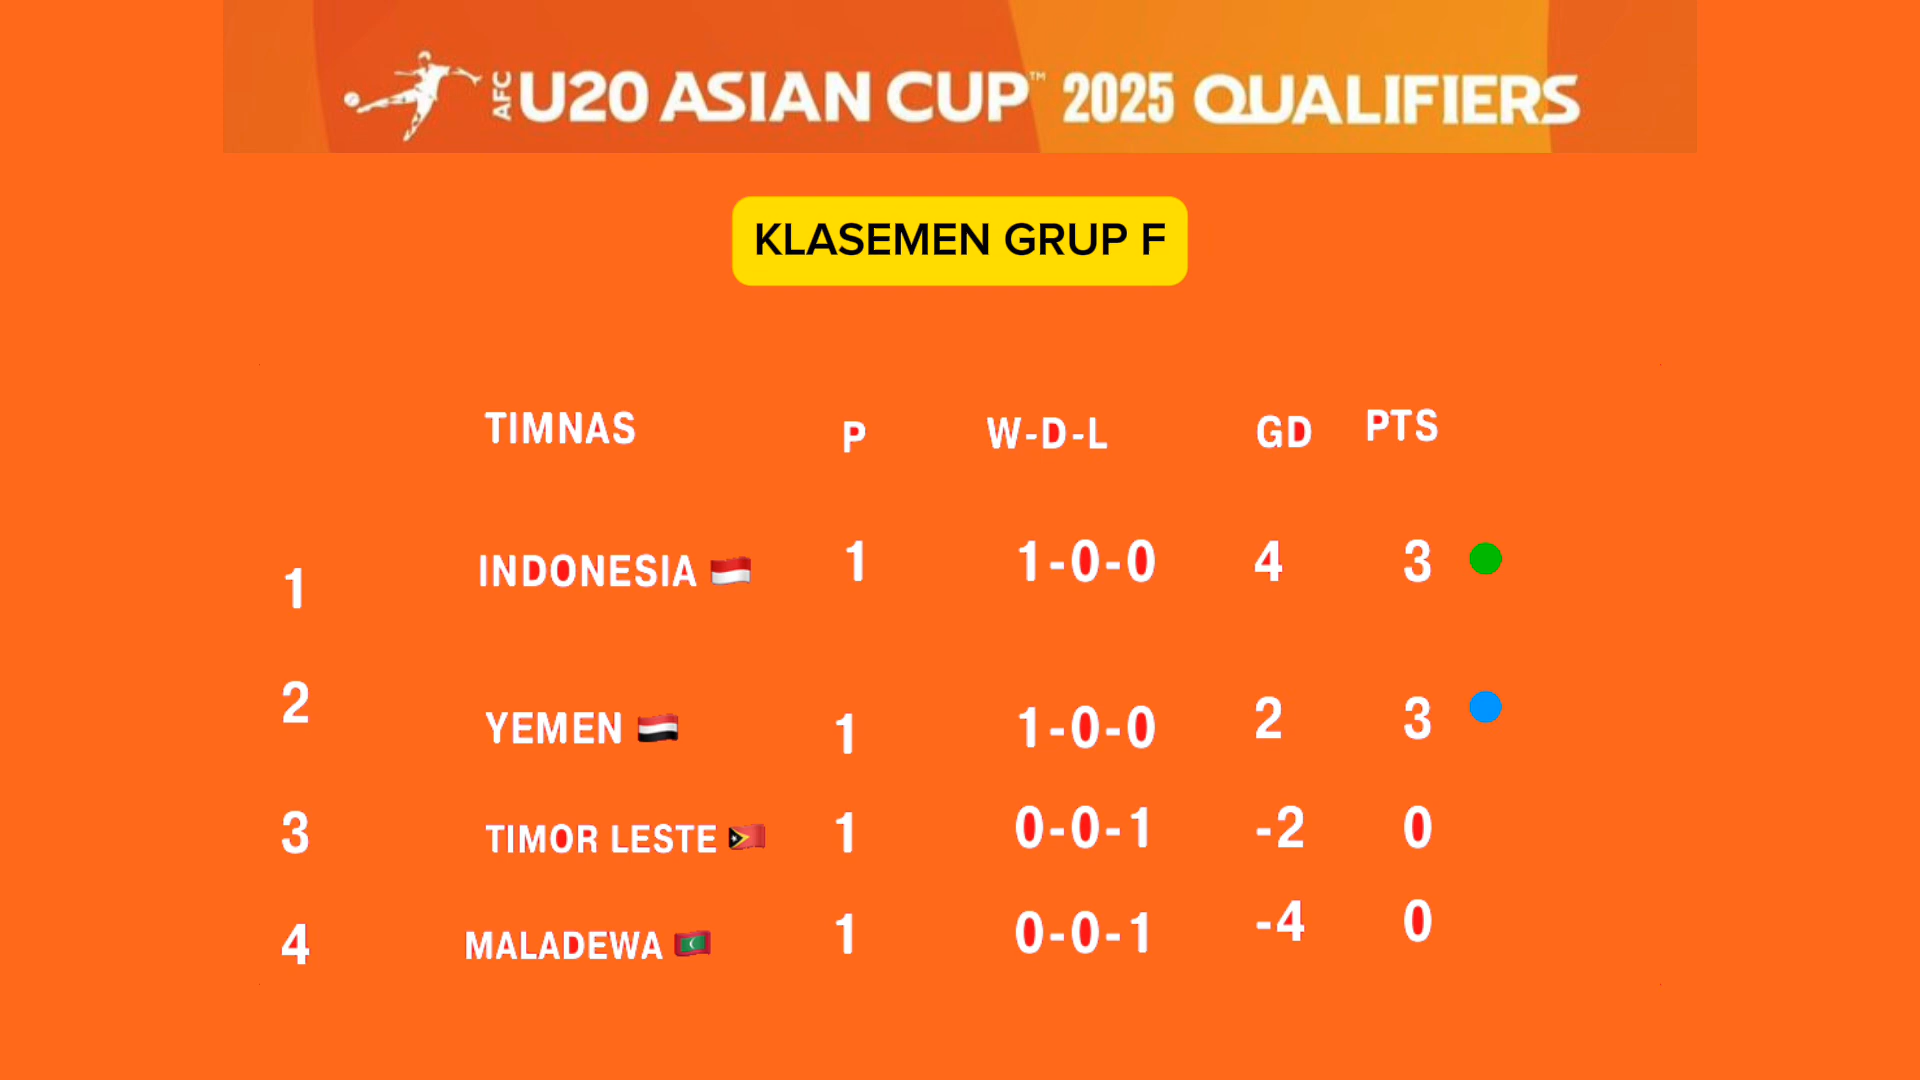 AFC U20 ASIAN CUP™ 2025 QUALIFIERS
KLASEMEN GRUP F
TIMNAS P W-D-L GD PTS
1 INDONESIA 1 1-0-0 4 3
2 YEMEN 1 1-0-0 2 3
3 TIMOR LESTE 1 0-0-1 -2 0
4 MALADEWA 1 0-0-1 -4 0